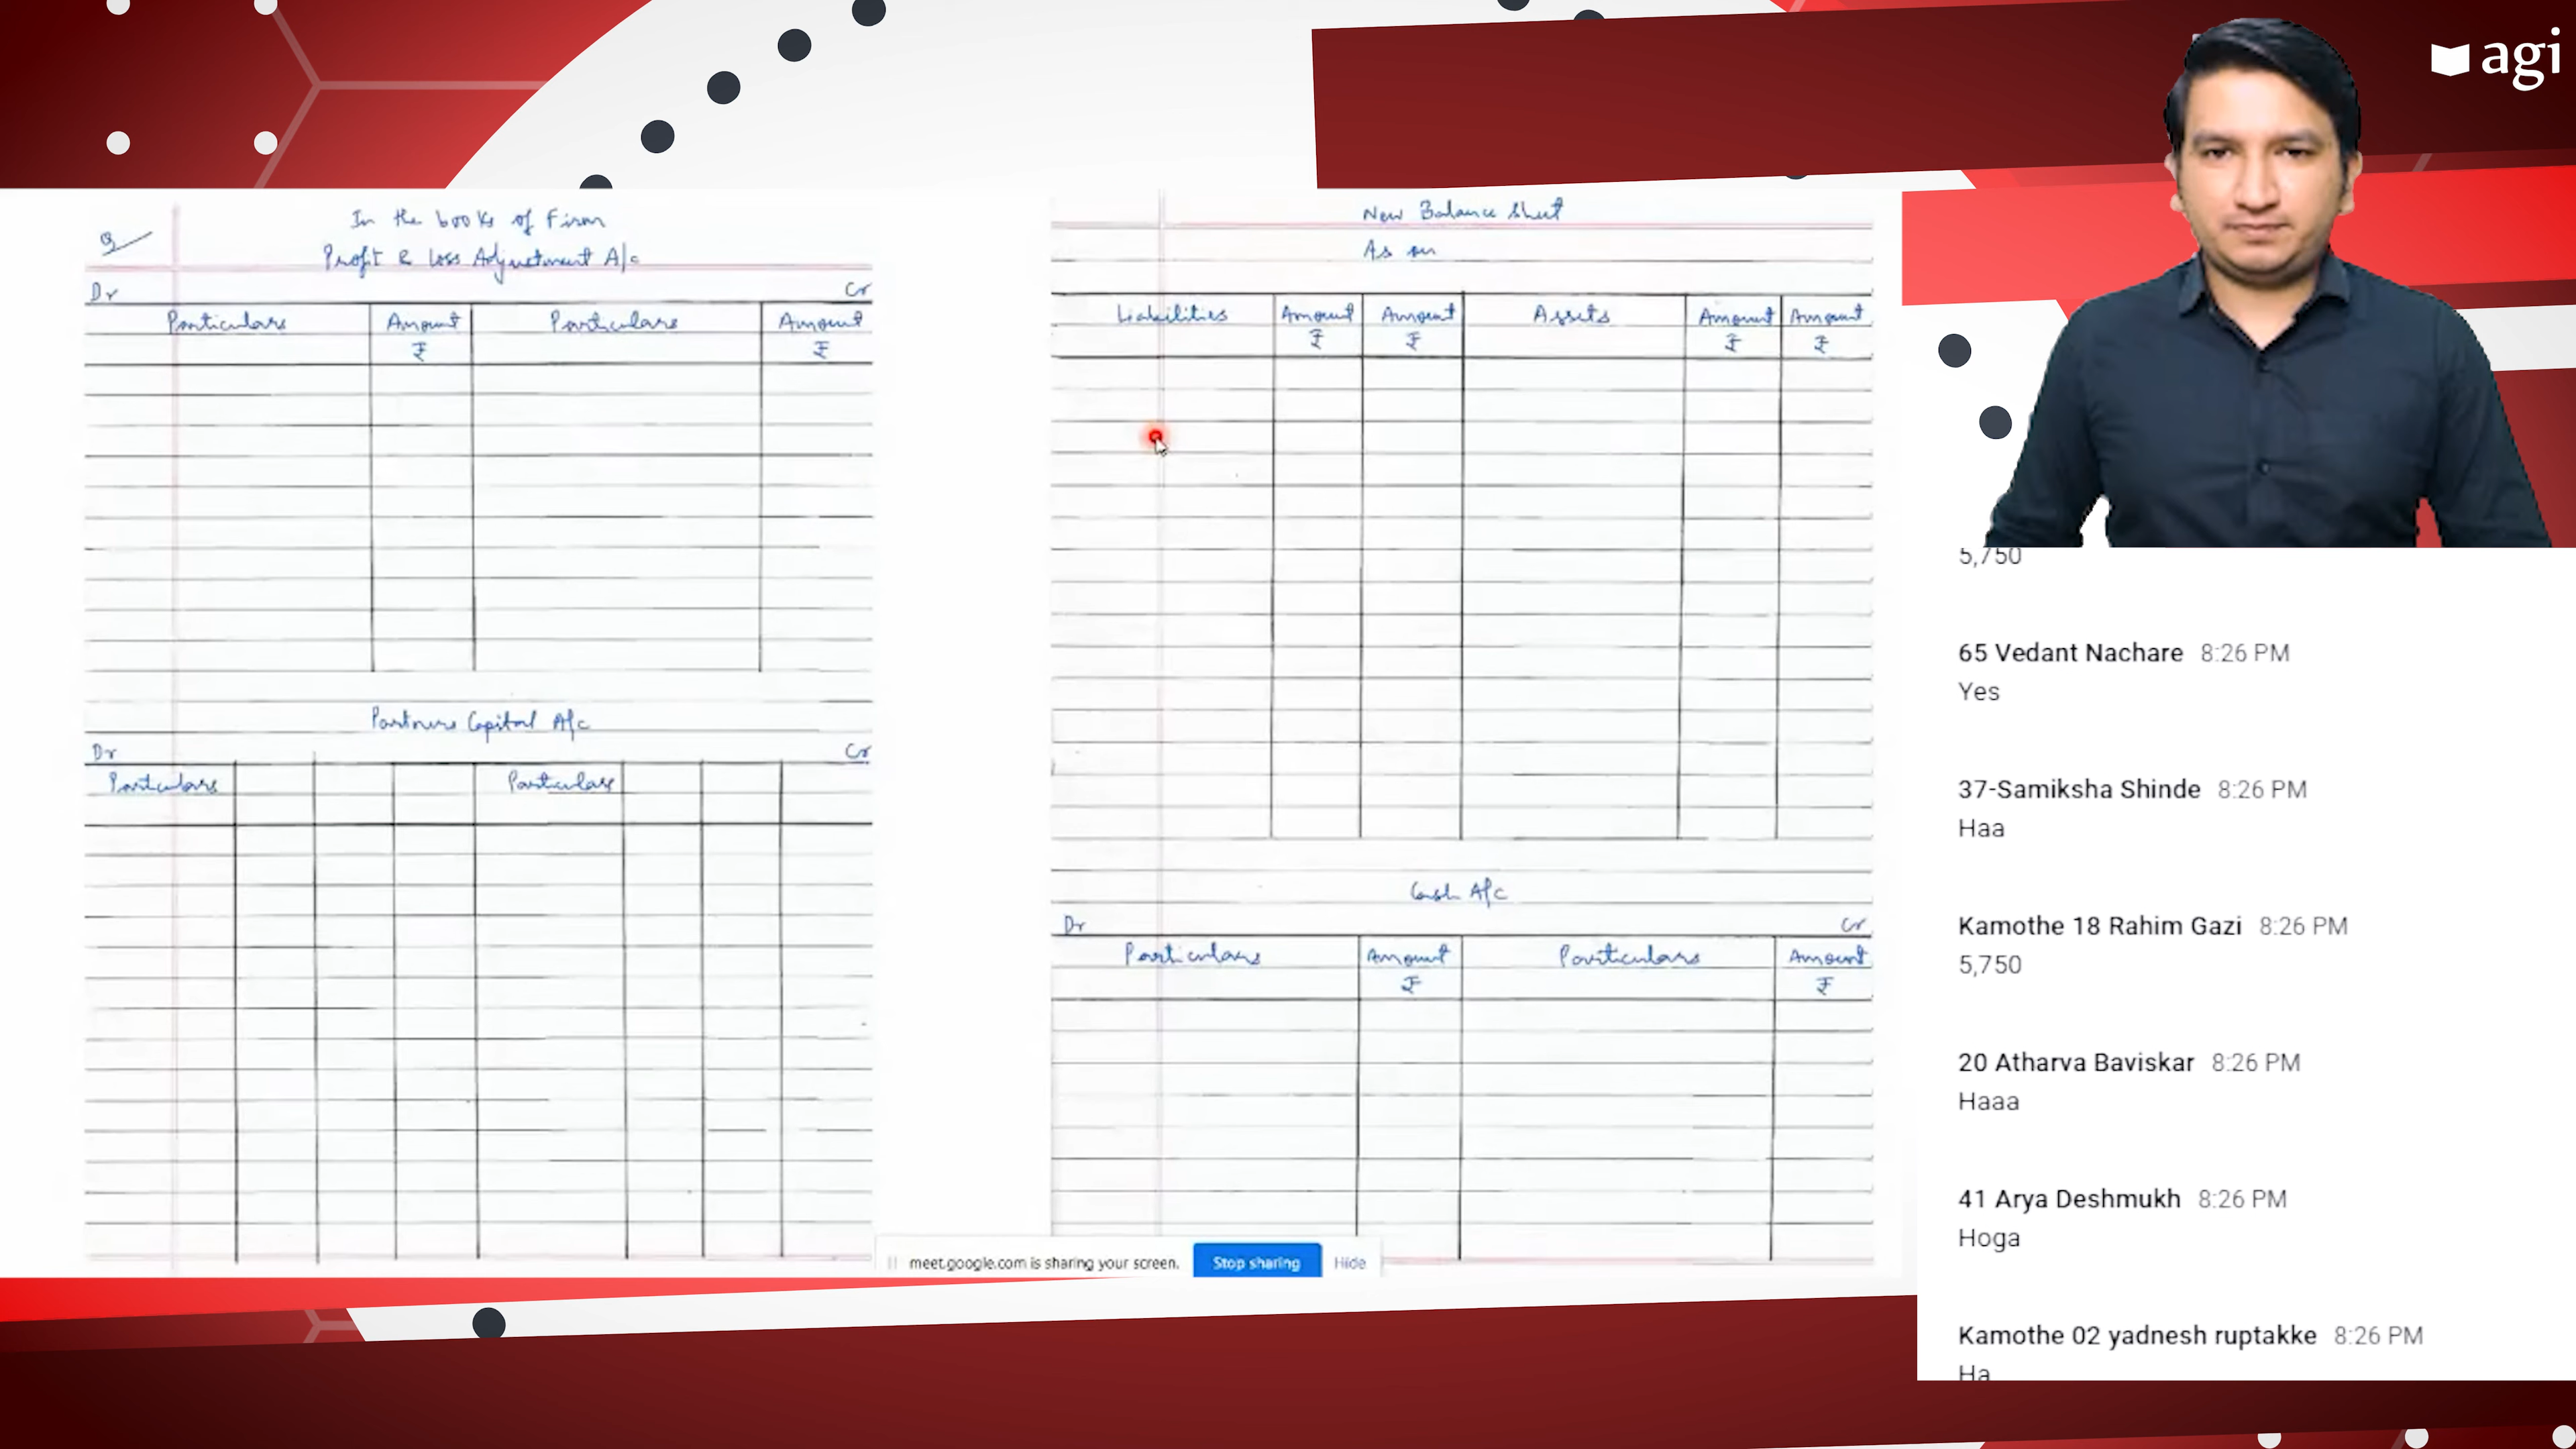 agi
Q
In the books of Firm
Profit & Loss Adjustment A/c
Dr
Cr
Particulars Amount Particulars Amount
₹ ₹
Partners Capital A/c
Dr
Cr
Particulars Particulars
New Balance Sheet
As on
Liabilities Amount Amount Assets Amount Amount
₹ ₹ ₹ ₹
Cash A/c
Dr
Cr
Particulars Amount Particulars Amount
₹ ₹
meet.google.com is sharing your screen. Stop sharing Hide
5,750
65 Vedant Nachare 8:26 PM
Yes
37-Samiksha Shinde 8:26 PM
Haa
Kamothe 18 Rahim Gazi 8:26 PM
5,750
20 Atharva Baviskar 8:26 PM
Haaa
41 Arya Deshmukh 8:26 PM
Hoga
Kamothe 02 yadnesh ruptakke 8:26 PM
Ha